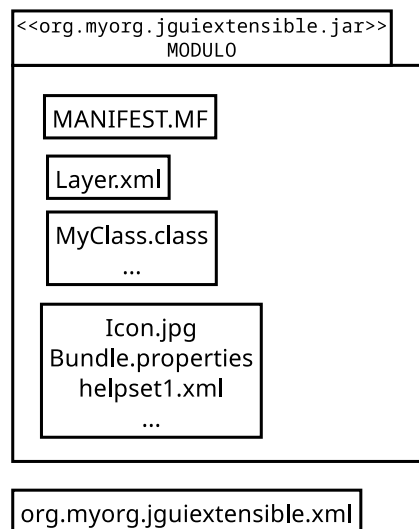 <<org.myorg.jguiextensible.jar>>
MODULO
MANIFEST.MF
Layer.xml
MyClass.class
...
Icon.jpg
Bundle.properties
helpset1.xml
...
org.myorg.jguiextensible.xml